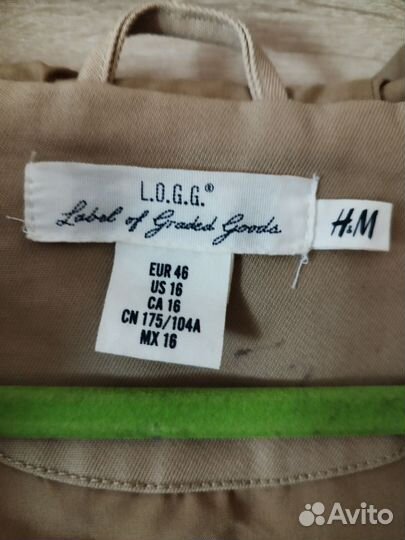 L.O.G.G.®
Label of Graded Goods
H&M
EUR 46
US 16
CA 16
CN 175/104A
MX 16
Avito